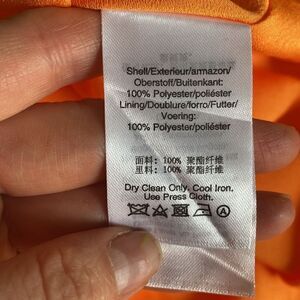 Shell/Exterieur/armazon/
Oberstoff/Buitenkant:
100% Polyester/poliéster
Lining/Doublure/forro/Futter/
Voering:
100% Polyester/poliéster
面料: 100% 聚酯纤维
里料: 100% 聚酯纤维
Dry Clean Only. Cool Iron.
Use Press Cloth.
A